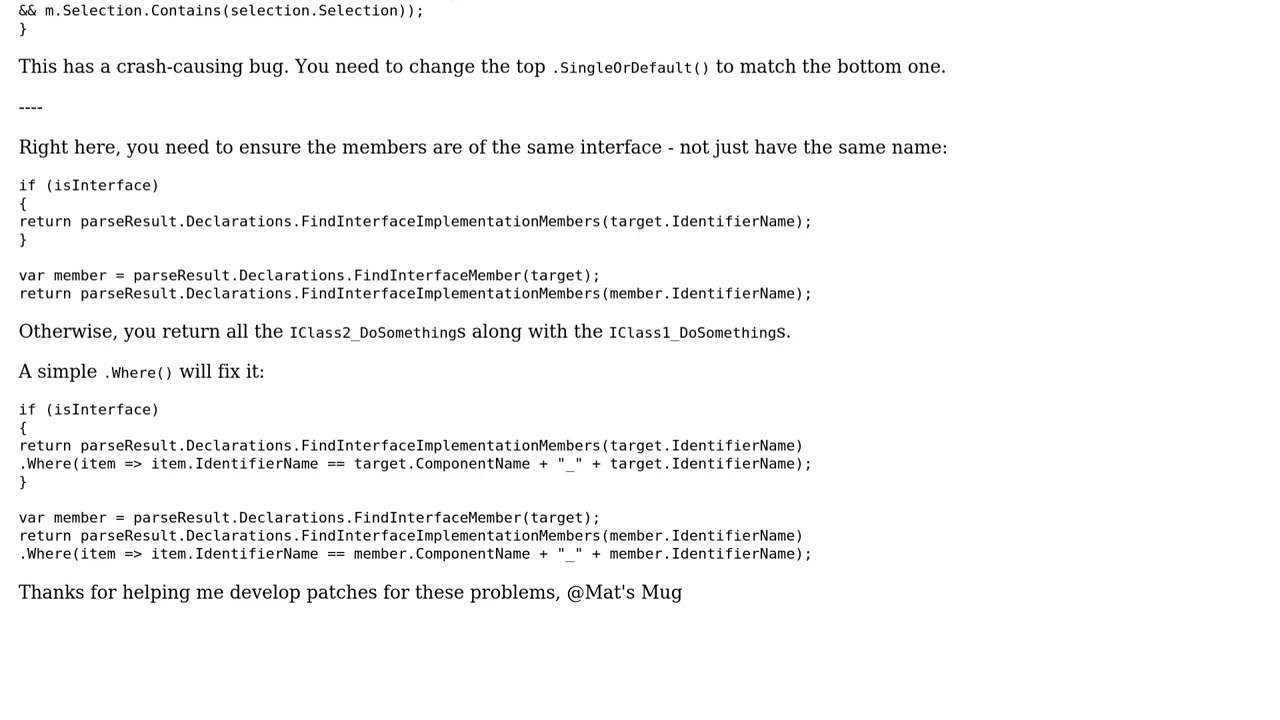 && m.Selection.Contains(selection.Selection));
}
This has a crash-causing bug. You need to change the top .SingleOrDefault() to match the bottom one.
----
Right here, you need to ensure the members are of the same interface - not just have the same name:
if (isInterface)
{
return parseResult.Declarations.FindInterfaceImplementationMembers(target.IdentifierName);
}
var member = parseResult.Declarations.FindInterfaceMember(target);
return parseResult.Declarations.FindInterfaceImplementationMembers(member.IdentifierName);
Otherwise, you return all the IClass2_DoSomethings along with the IClass1_DoSomethings.
A simple .Where() will fix it:
if (isInterface)
{
return parseResult.Declarations.FindInterfaceImplementationMembers(target.IdentifierName)
.Where(item => item.IdentifierName == target.ComponentName + "_" + target.IdentifierName);
}
var member = parseResult.Declarations.FindInterfaceMember(target);
return parseResult.Declarations.FindInterfaceImplementationMembers(member.IdentifierName)
.Where(item => item.IdentifierName == member.ComponentName + "_" + member.IdentifierName);
Thanks for helping me develop patches for these problems, @Mat's Mug